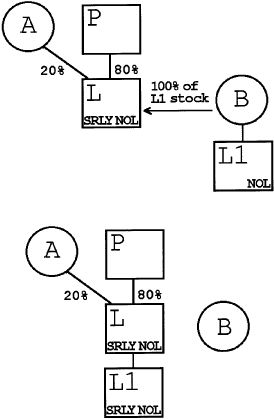 A P
20% 80%
L
SRLY NOL
100% of
L1 stock
B
L1
NOL
A P
20% 80%
L
SRLY NOL
B
L1
SRLY NOL